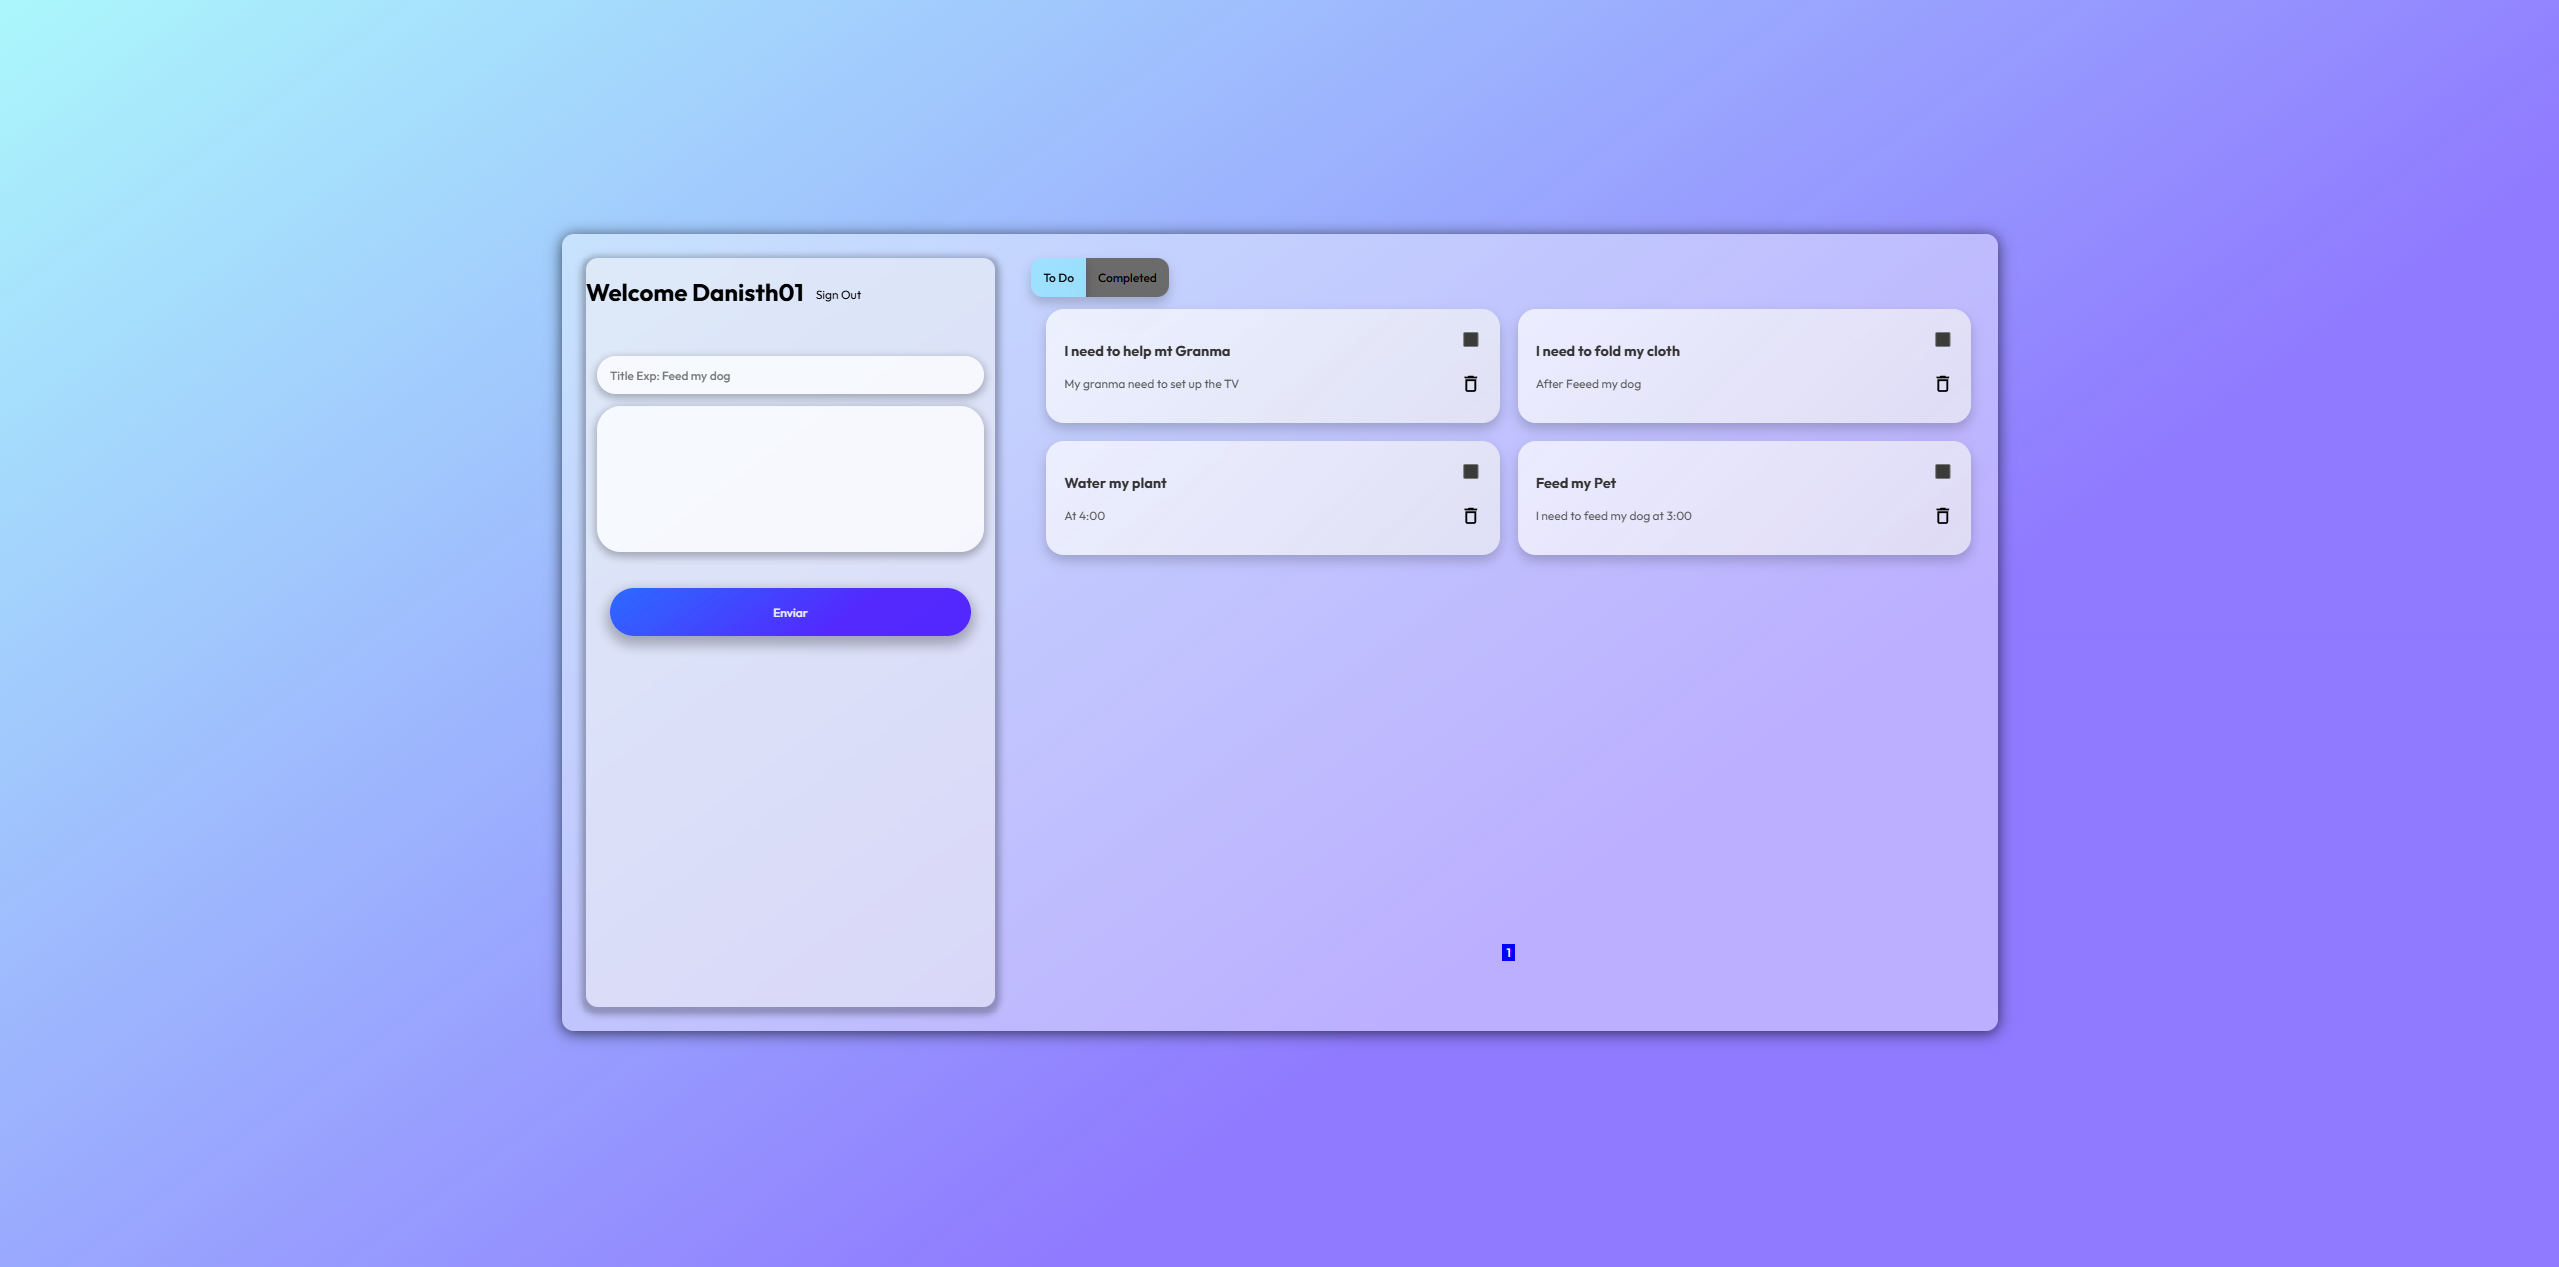 Welcome Danisth01 Sign Out
Title Exp: Feed my dog
Enviar
To Do Completed
I need to help mt Granma
My granma need to set up the TV
I need to fold my cloth
After Feeed my dog
Water my plant
At 4:00
Feed my Pet
I need to feed my dog at 3:00
1